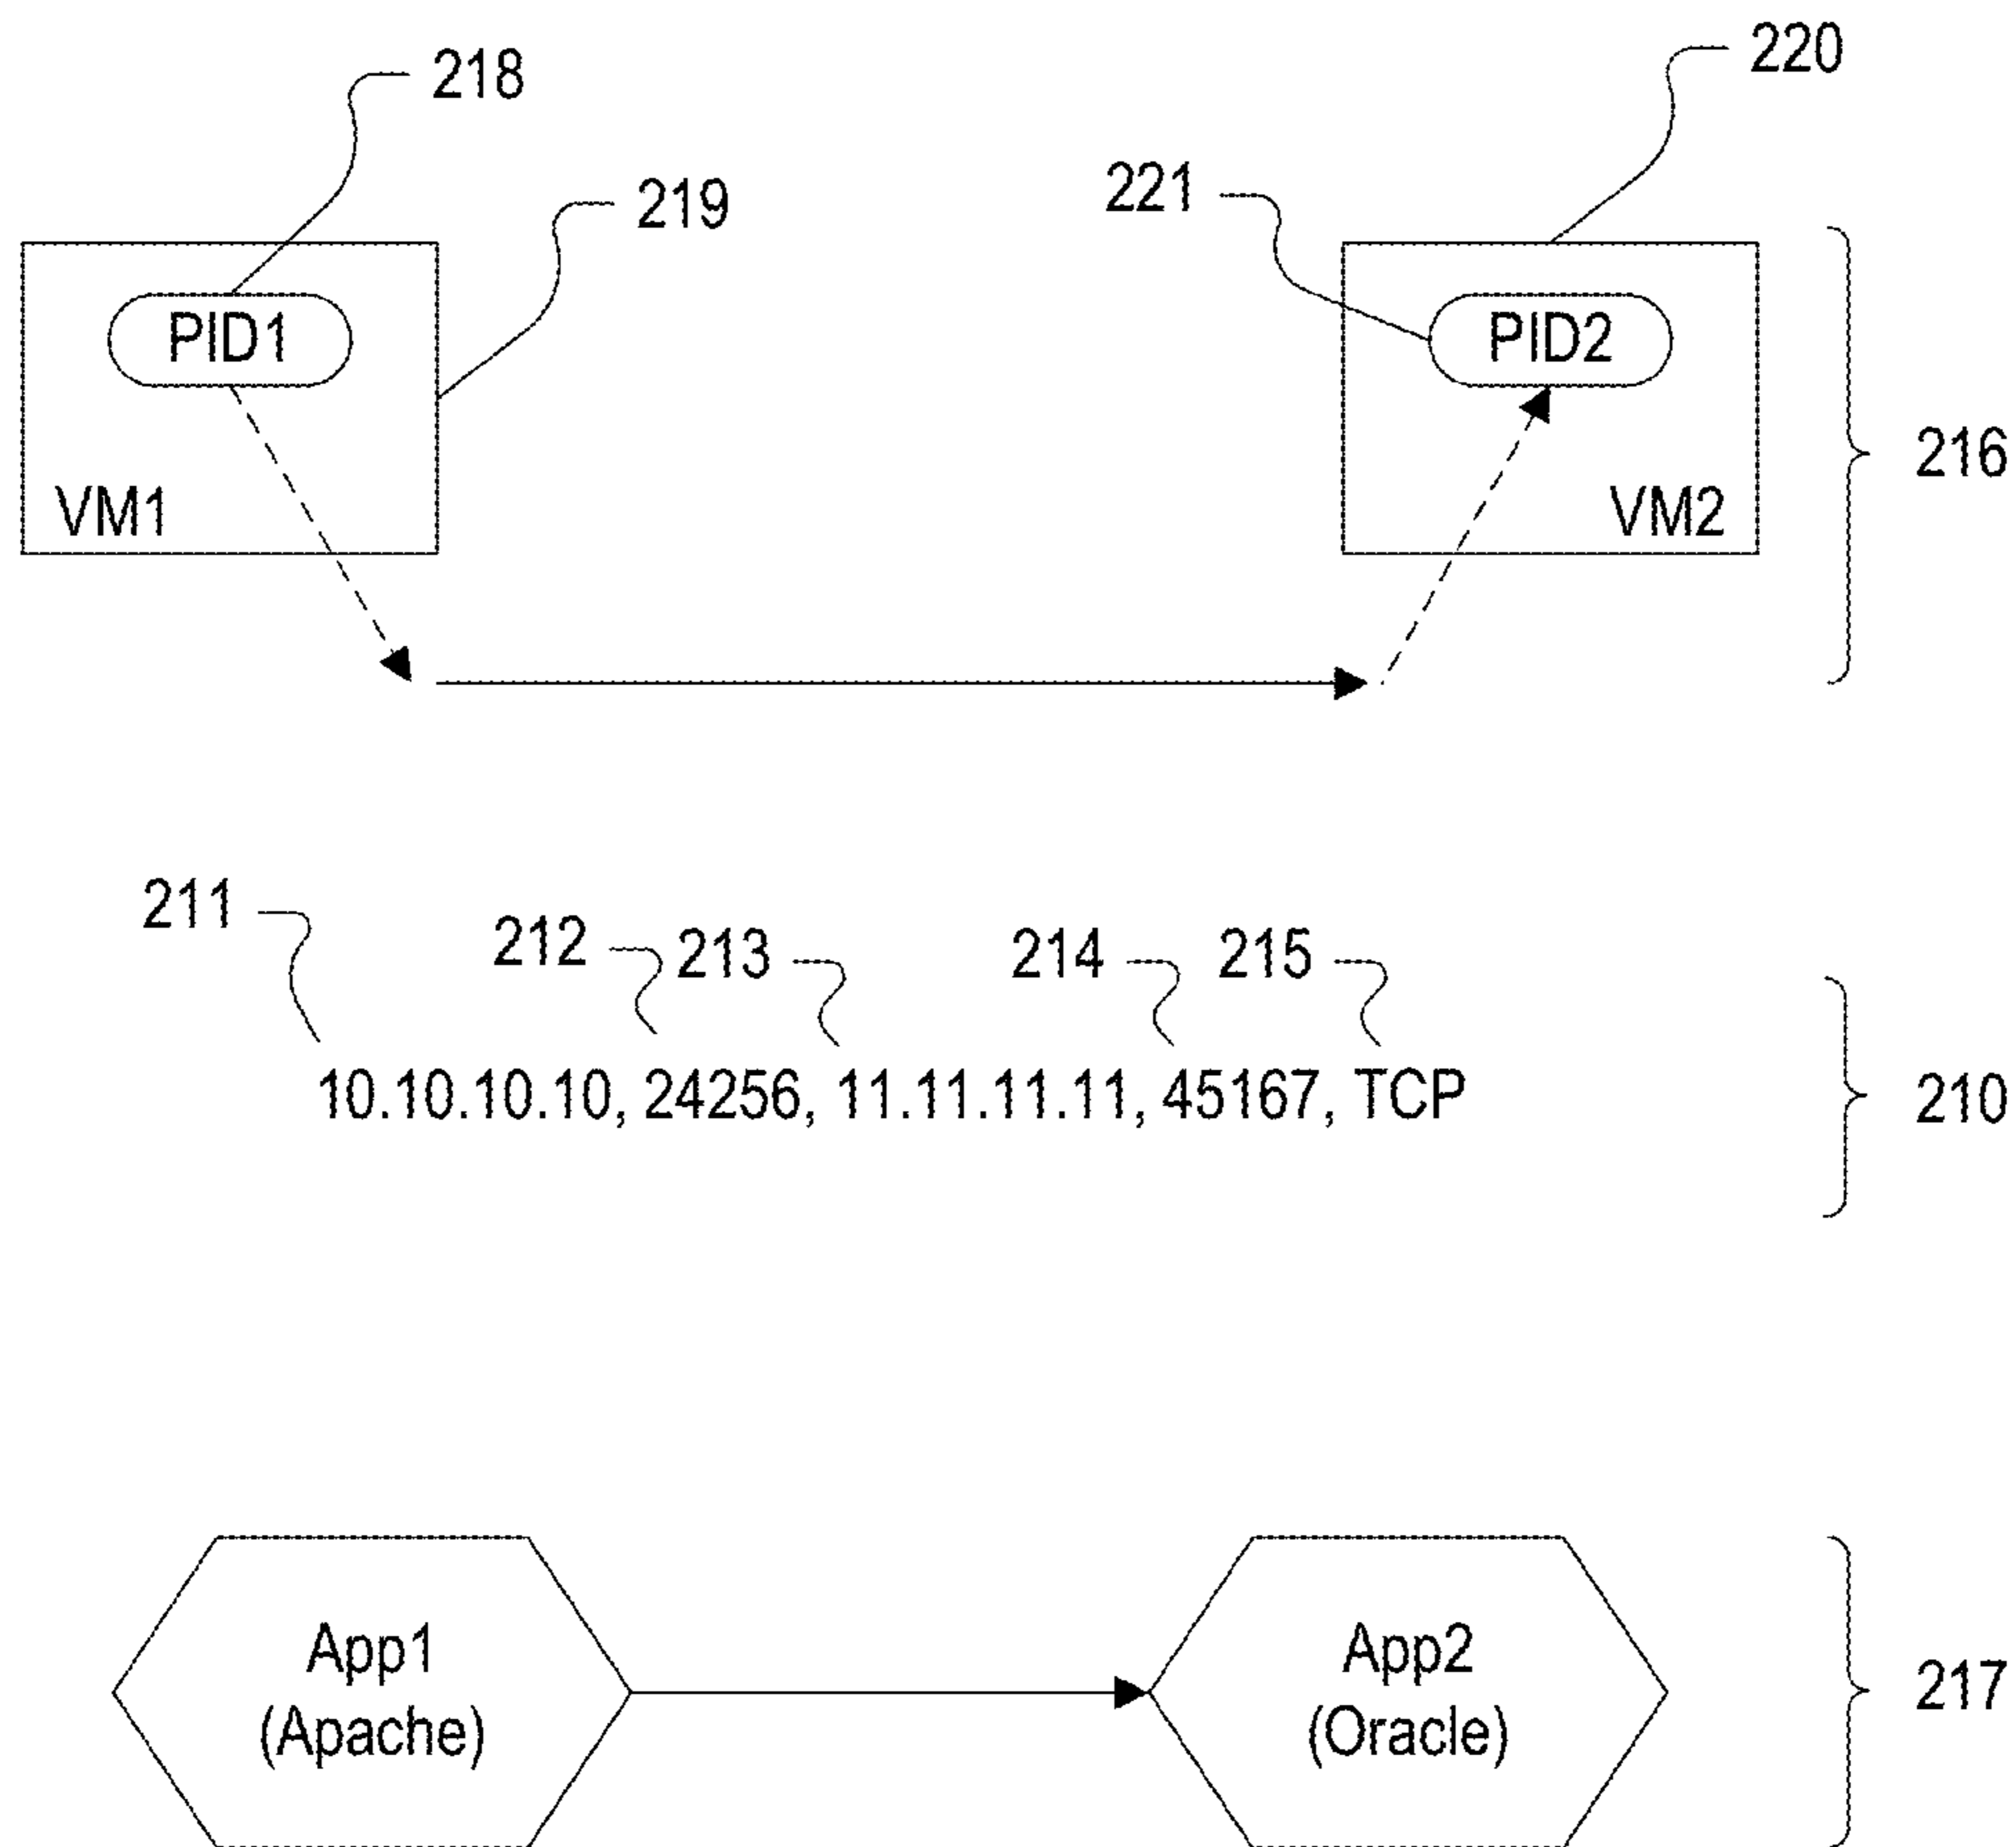 218
220
219
221
PID1
PID2
VM1
VM2
216
211
212
213
214
215
10.10.10.10, 24256, 11.11.11.11, 45167, TCP
210
App1
(Apache)
App2
(Oracle)
217